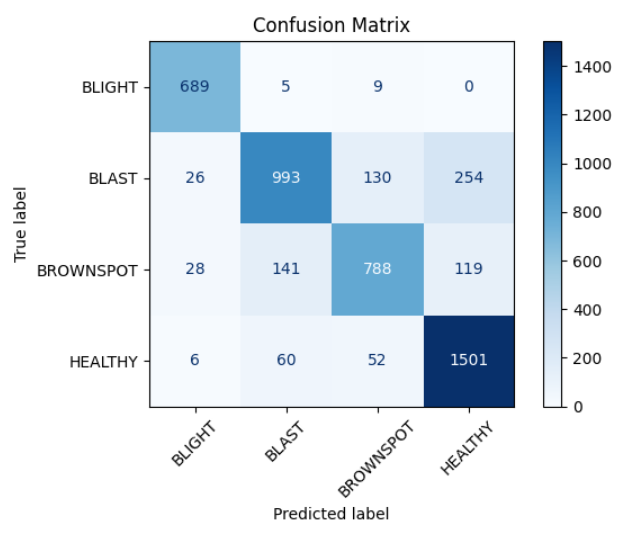 Confusion Matrix
BLIGHT 689 5 9 0
BLAST 26 993 130 254
BROWNSPOT 28 141 788 119
HEALTHY 6 60 52 1501
BLIGHT BLAST BROWNSPOT HEALTHY
True label
Predicted label
1400
1200
1000
800
600
400
200
0